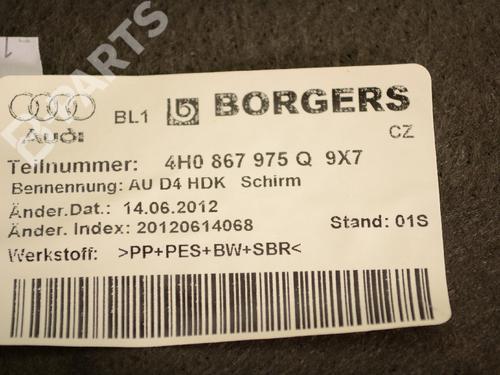 Audi BL1 BORGERS
CZ
Teilnummer: 4H0 867 975 Q 9X7
Bennennung: AU D4 HDK Schirm
Änder.Dat.: 14.06.2012
Änder. Index: 20120614068 Stand: 01S
Werkstoff: >PP+PES+BW+SBR<